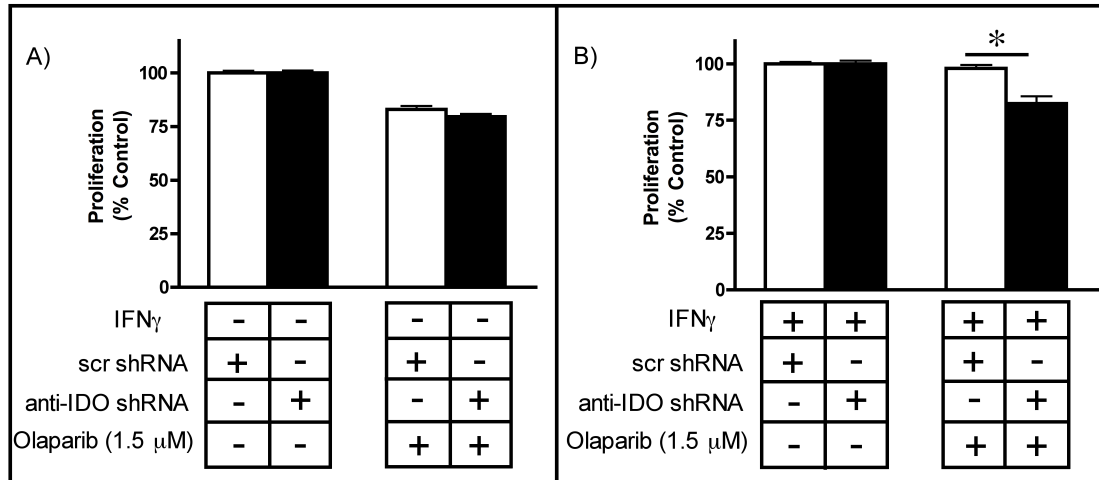 A)
Proliferation
(% Control)
100
75
50
25
0
IFNγ - - - -
scr shRNA + - + -
anti-IDO shRNA - + - +
Olaparib (1.5 μM) - - + +
B)
*
Proliferation
(% Control)
100
75
50
25
0
IFNγ + + + +
scr shRNA + - + -
anti-IDO shRNA - + - +
Olaparib (1.5 μM) - - + +